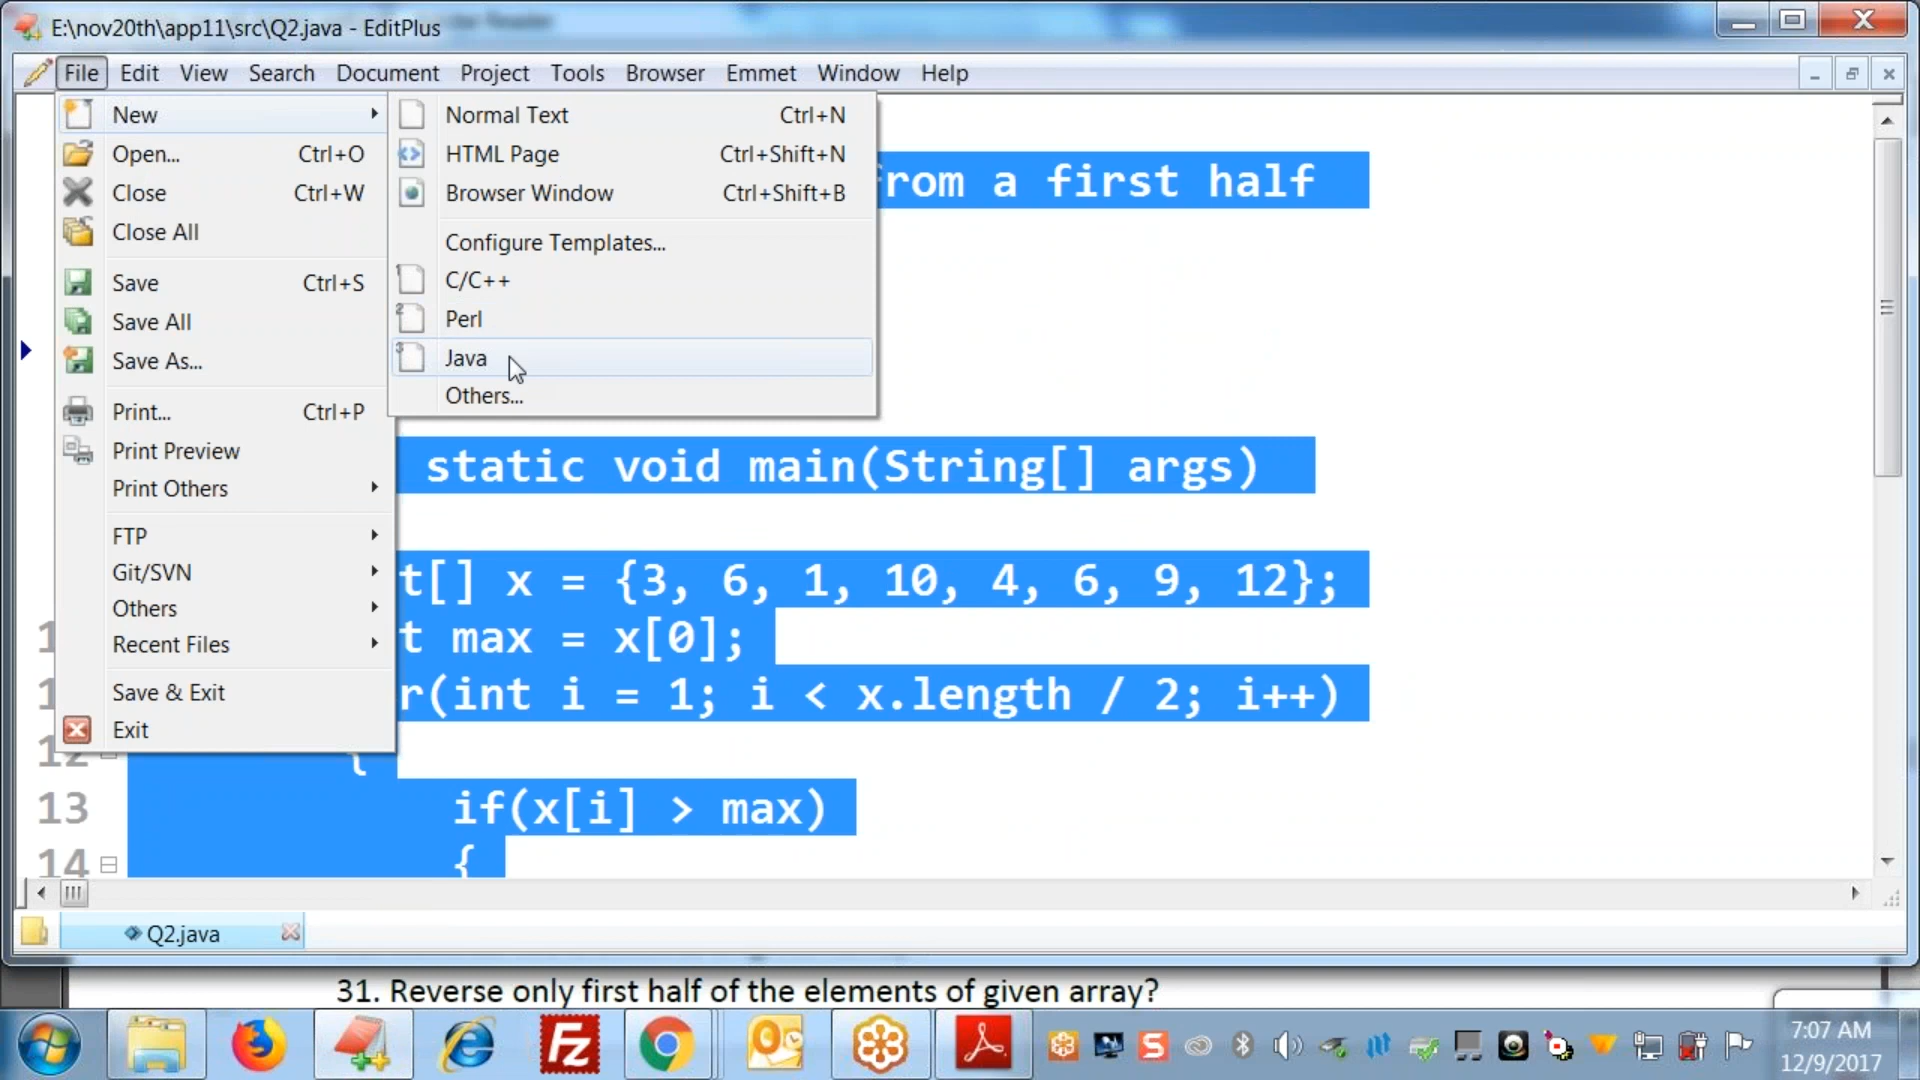 E:\nov20th\app11\src\Q2.java - EditPlus
File Edit View Search Document Project Tools Browser Emmet Window Help
New
Open... Ctrl+O
Close Ctrl+W
Close All
Save Ctrl+S
Save All
Save As...
Print... Ctrl+P
Print Preview
Print Others
FTP
Git/SVN
Others
Recent Files
Save & Exit
Exit
Normal Text Ctrl+N
HTML Page Ctrl+Shift+N
Browser Window Ctrl+Shift+B
Configure Templates...
1 C/C++
2 Perl
3 Java
Others...
from a first half
static void main(String[] args)
t[] x = {3, 6, 1, 10, 4, 6, 9, 12};
t max = x[0];
r(int i = 1; i < x.length / 2; i++)
12 {
13 if(x[i] > max)
14 {
Q2.java
31. Reverse only first half of the elements of given array?
7:07 AM
12/9/2017